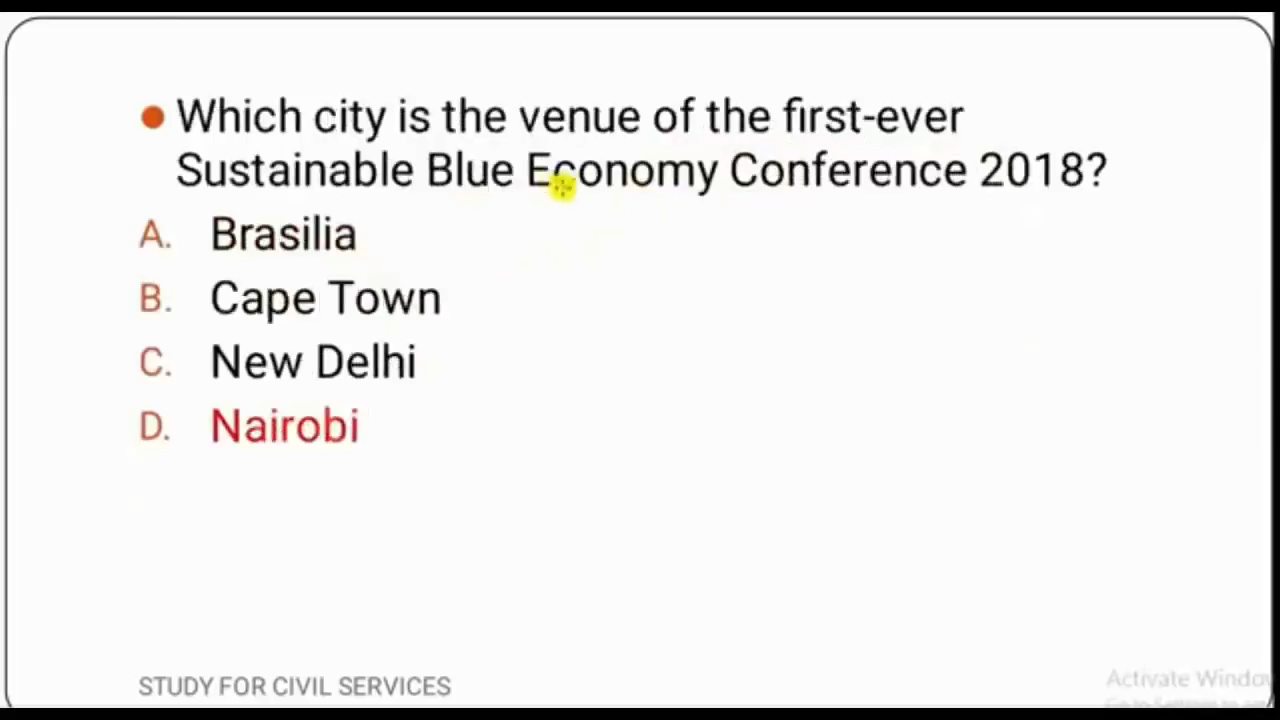 Which city is the venue of the first-ever
Sustainable Blue Economy Conference 2018?
A. Brasilia
B. Cape Town
C. New Delhi
D. Nairobi
STUDY FOR CIVIL SERVICES
Activate